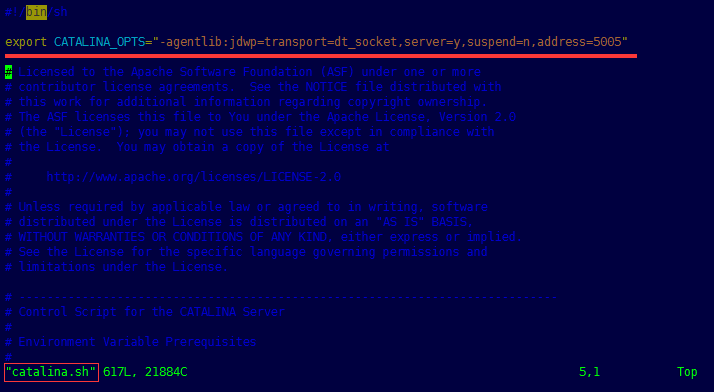 #!/bin/sh
export CATALINA_OPTS="-agentlib:jdwp=transport=dt_socket,server=y,suspend=n,address=5005"
# Licensed to the Apache Software Foundation (ASF) under one or more
# contributor license agreements.  See the NOTICE file distributed with
# this work for additional information regarding copyright ownership.
# The ASF licenses this file to You under the Apache License, Version 2.0
# (the "License"); you may not use this file except in compliance with
# the License.  You may obtain a copy of the License at
#
#     http://www.apache.org/licenses/LICENSE-2.0
#
# Unless required by applicable law or agreed to in writing, software
# distributed under the License is distributed on an "AS IS" BASIS,
# WITHOUT WARRANTIES OR CONDITIONS OF ANY KIND, either express or implied.
# See the License for the specific language governing permissions and
# limitations under the License.
# -----------------------------------------------------------------------------
# Control Script for the CATALINA Server
#
# Environment Variable Prerequisites
#
"catalina.sh" 617L, 21884C 5,1 Top